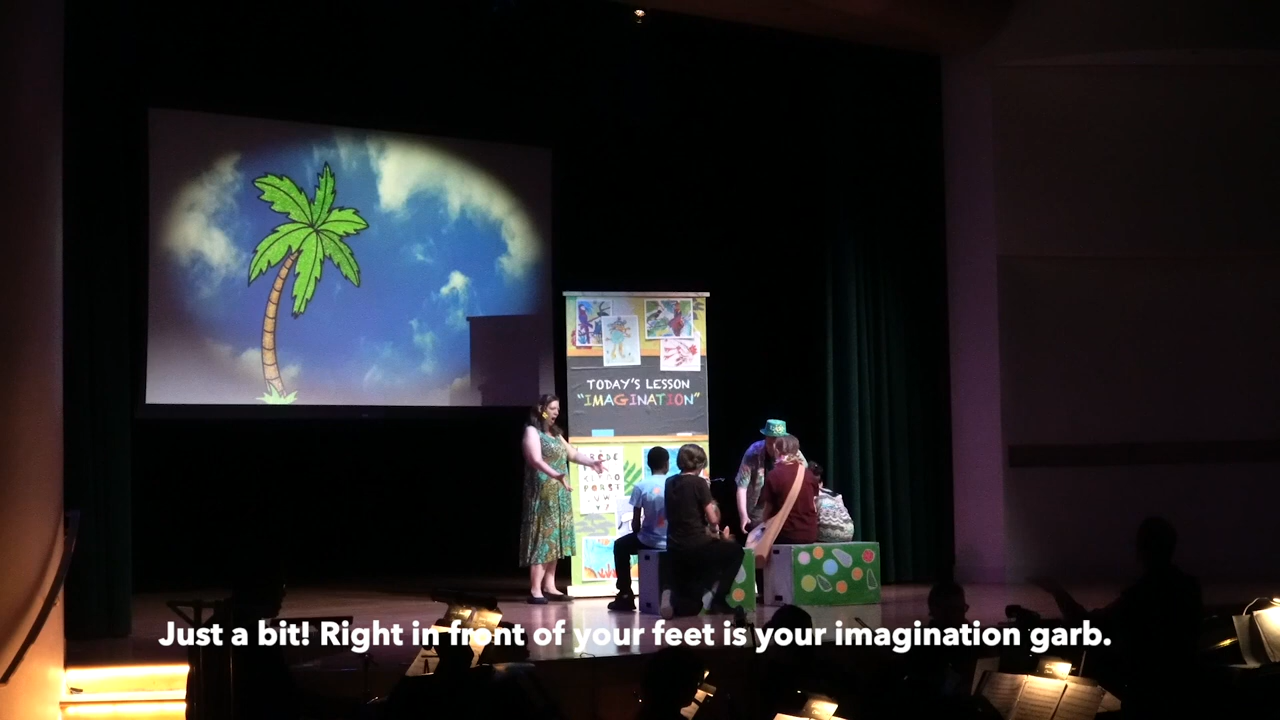 TODAY'S LESSON
"IMAGINATION"
Just a bit! Right in front of your feet is your imagination garb.